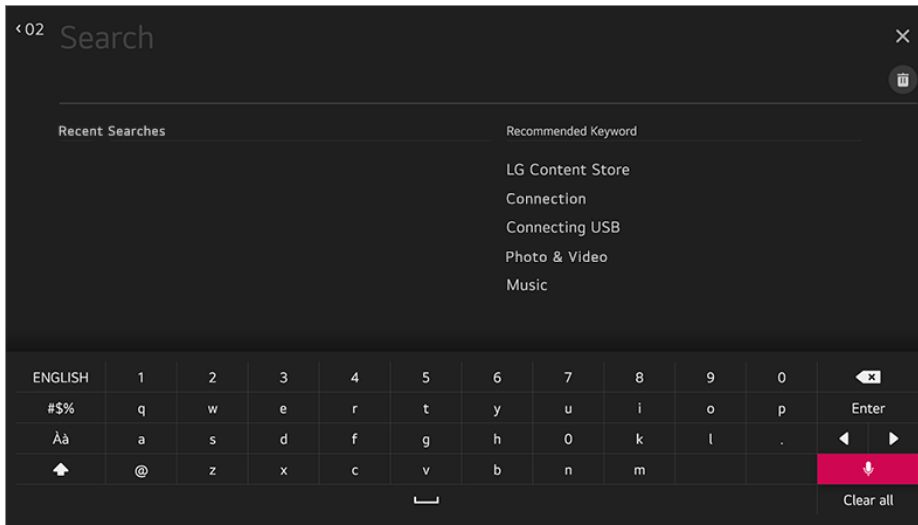 ‹02 Search
Recent Searches
Recommended Keyword
LG Content Store
Connection
Connecting USB
Photo & Video
Music
ENGLISH 1 2 3 4 5 6 7 8 9 0
#$% q w e r t y u i o p Enter
Àà a s d f g h 0 k l .
@ z x c v b n m
Clear all